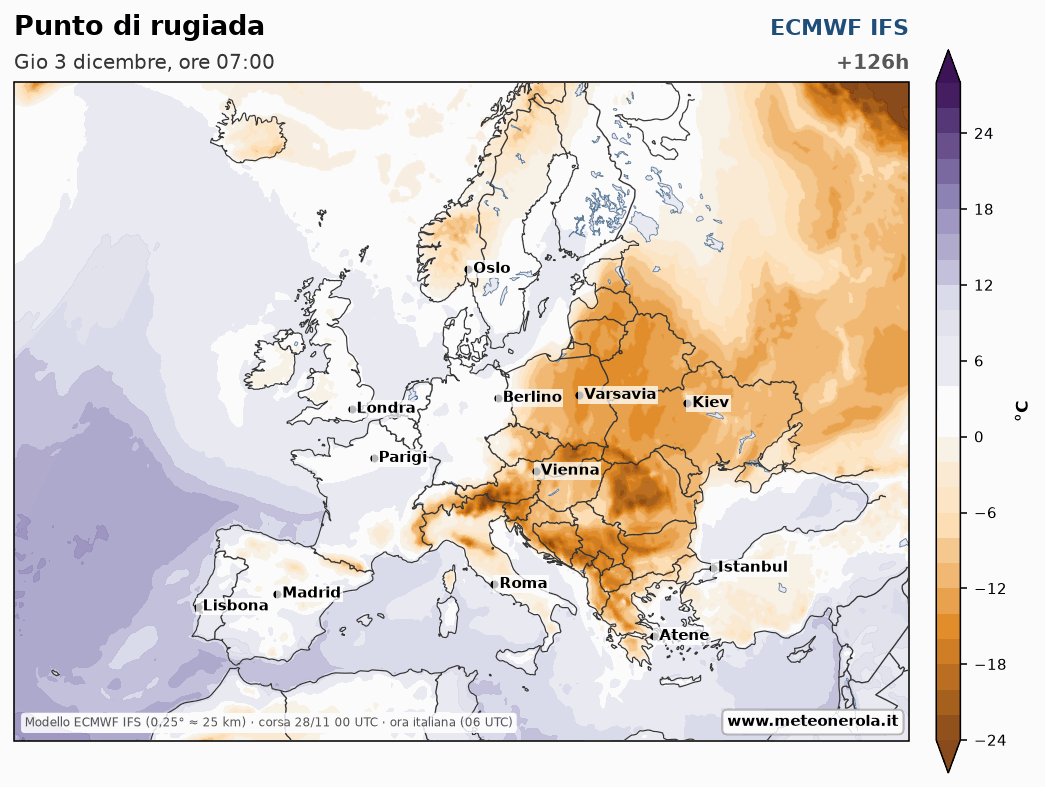 Punto di rugiada
ECMWF IFS
Gio 3 dicembre, ore 07:00
+126h
Oslo
Berlino
Varsavia
Kiev
Londra
Parigi
Vienna
Istanbul
Roma
Madrid
Lisbona
Atene
Modello ECMWF IFS (0,25° ≈ 25 km) · corsa 28/11 00 UTC · ora italiana (06 UTC)
www.meteonerola.it
24
18
12
6
0
−6
−12
−18
−24
°C